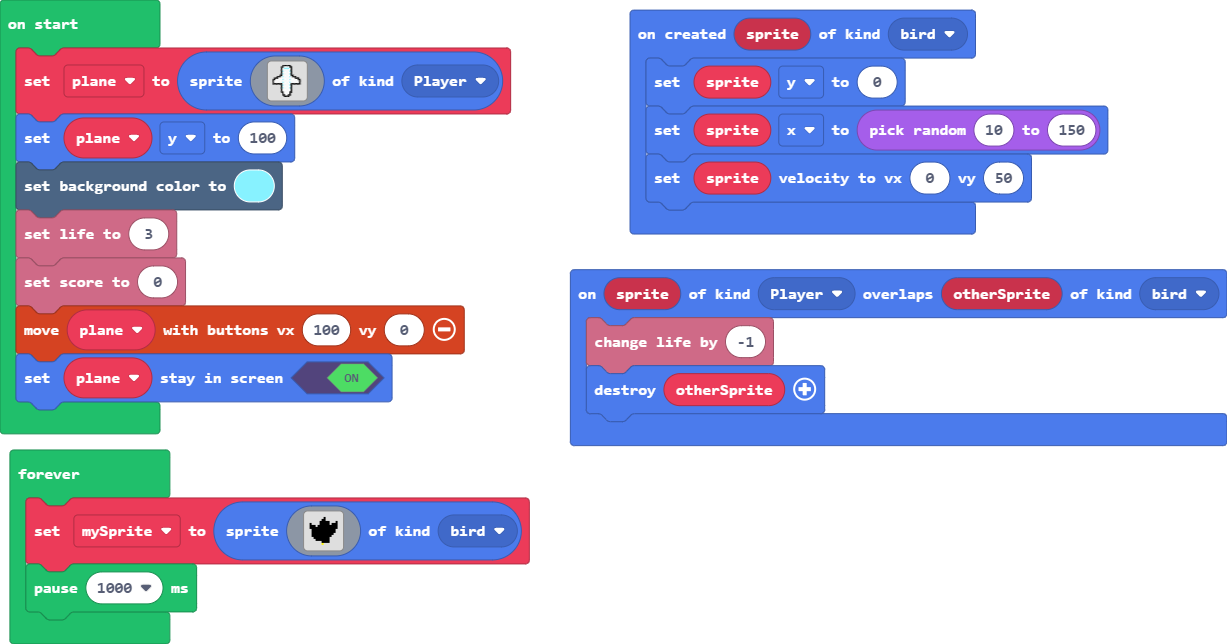 on start
set plane to sprite of kind Player
set plane y to 100
set background color to
set life to 3
set score to 0
move plane with buttons vx 100 vy 0
set plane stay in screen ON
forever
set mySprite to sprite of kind bird
pause 1000 ms
on created sprite of kind bird
set sprite y to 0
set sprite x to pick random 10 to 150
set sprite velocity to vx 0 vy 50
on sprite of kind Player overlaps otherSprite of kind bird
change life by -1
destroy otherSprite